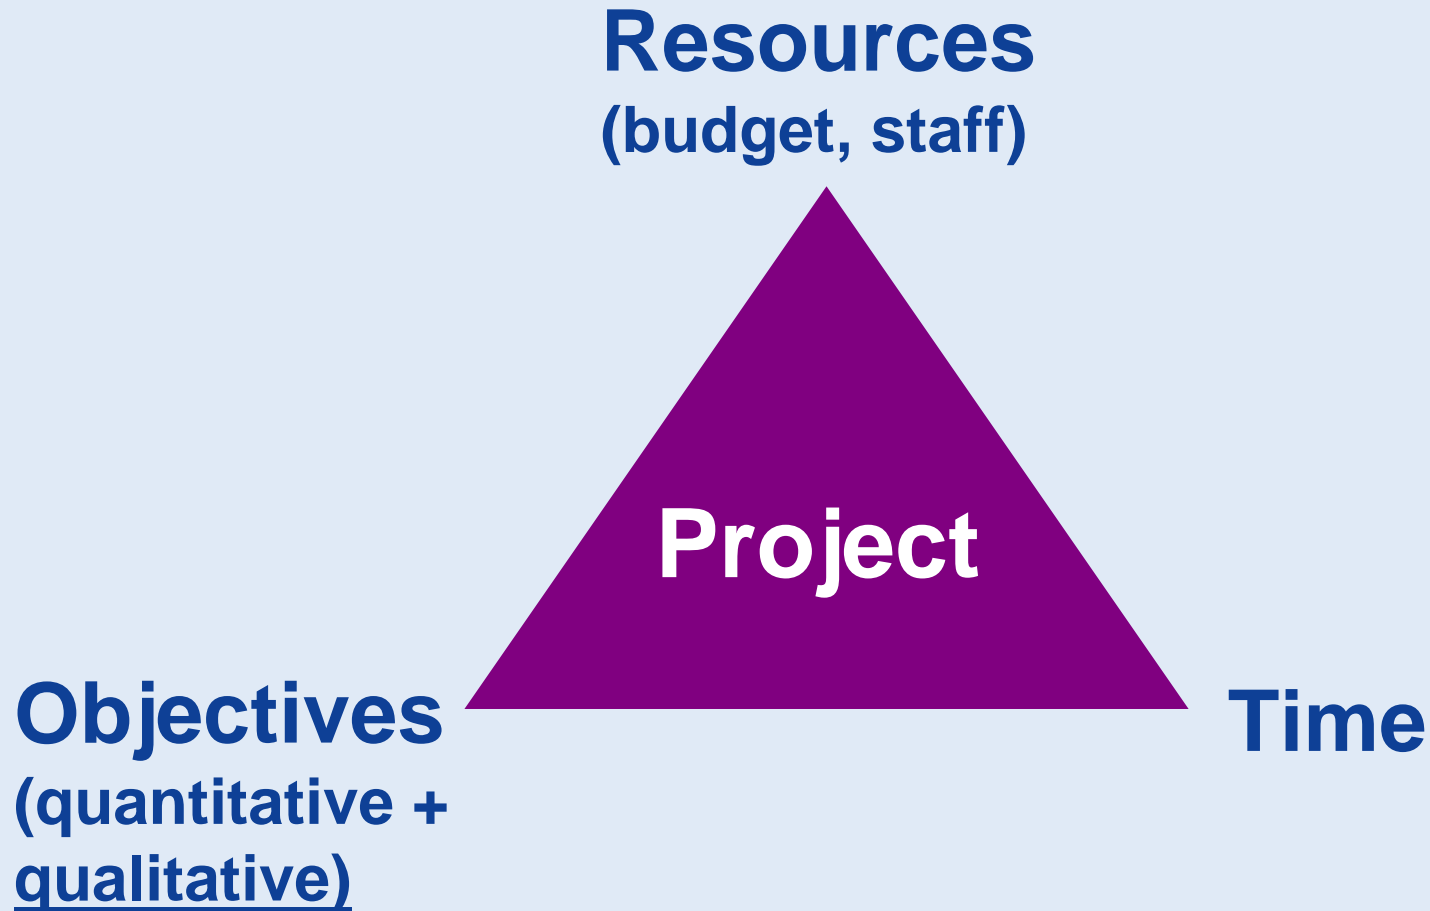 Resources
(budget, staff)
Project
Objectives
(quantitative +
qualitative)
Time